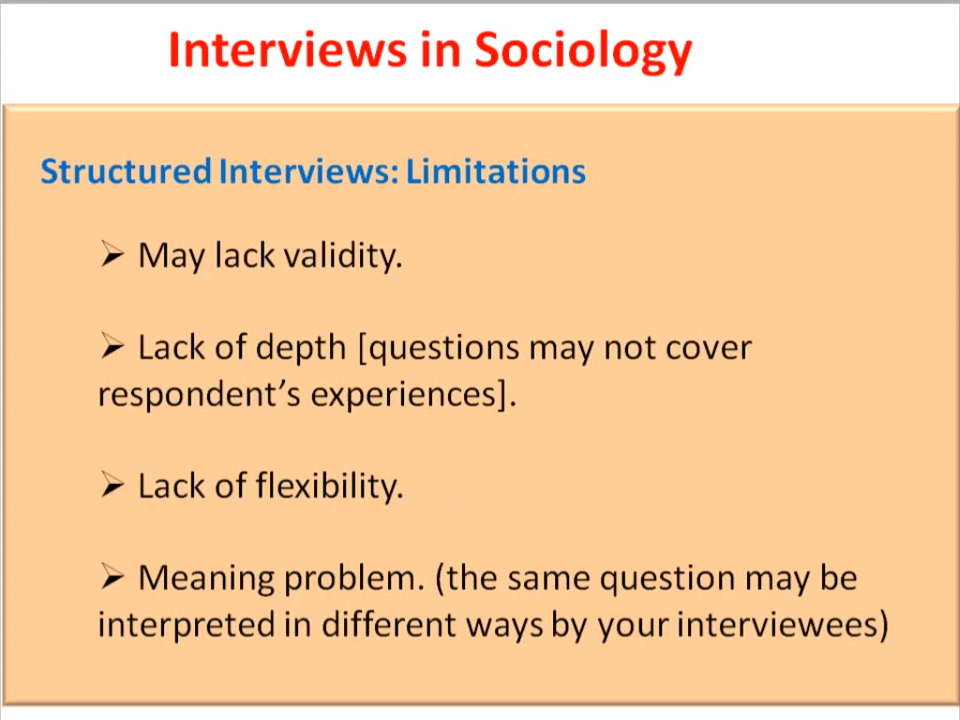 Interviews in Sociology
Structured Interviews: Limitations
➢ May lack validity.
➢ Lack of depth [questions may not cover
respondent’s experiences].
➢ Lack of flexibility.
➢ Meaning problem. (the same question may be
interpreted in different ways by your interviewees)